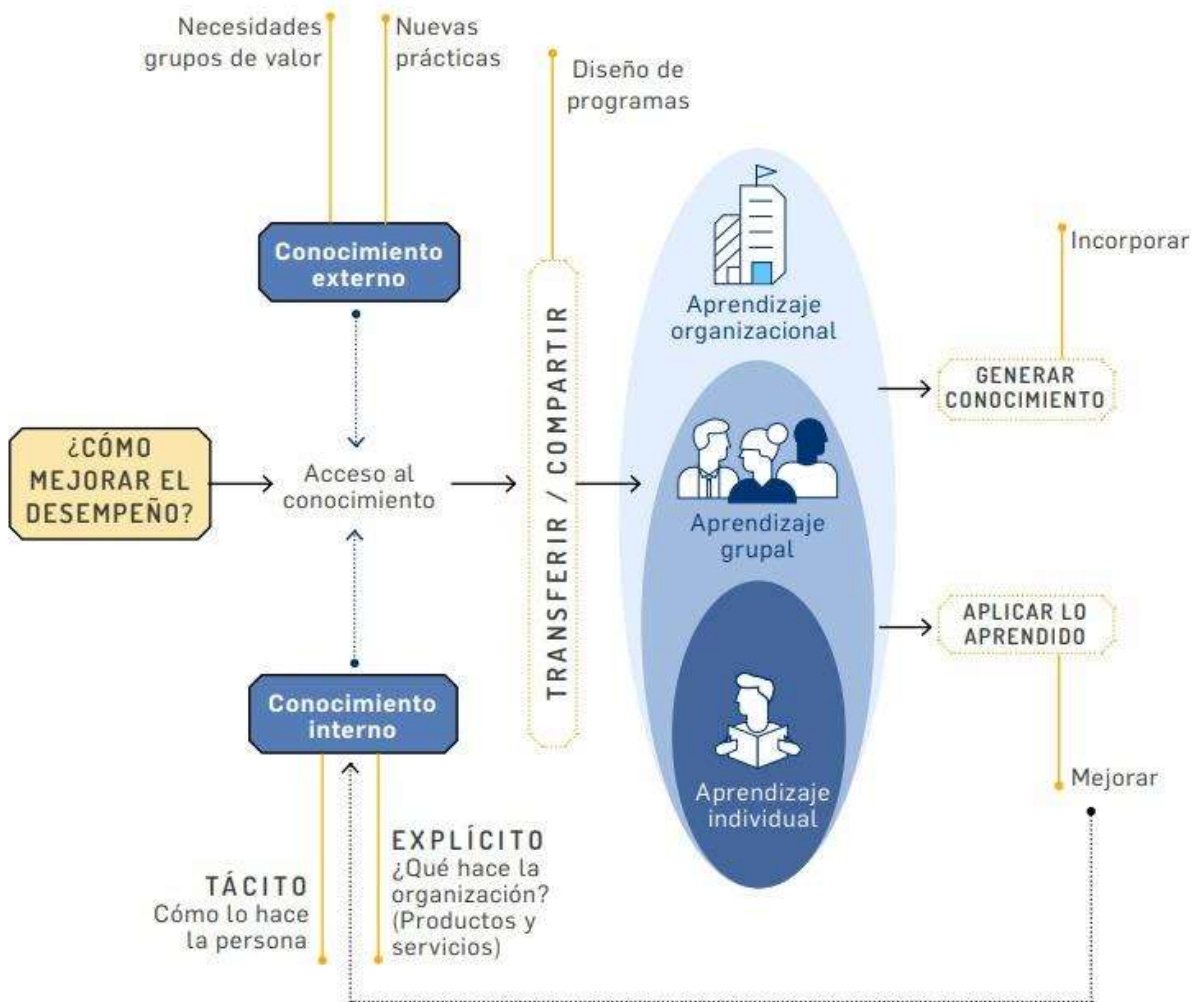 Necesidades
grupos de valor
Nuevas
prácticas
Diseño de
programas
Conocimiento
externo
¿CÓMO
MEJORAR EL
DESEMPEÑO?
Acceso al
conocimiento
TRANSFERIR / COMPARTIR
Aprendizaje
organizacional
Aprendizaje
grupal
Aprendizaje
individual
Incorporar
GENERAR
CONOCIMIENTO
APLICAR LO
APRENDIDO
Mejorar
Conocimiento
interno
TÁCITO
Cómo lo hace
la persona
EXPLÍCITO
¿Qué hace la
organización?
(Productos y
servicios)